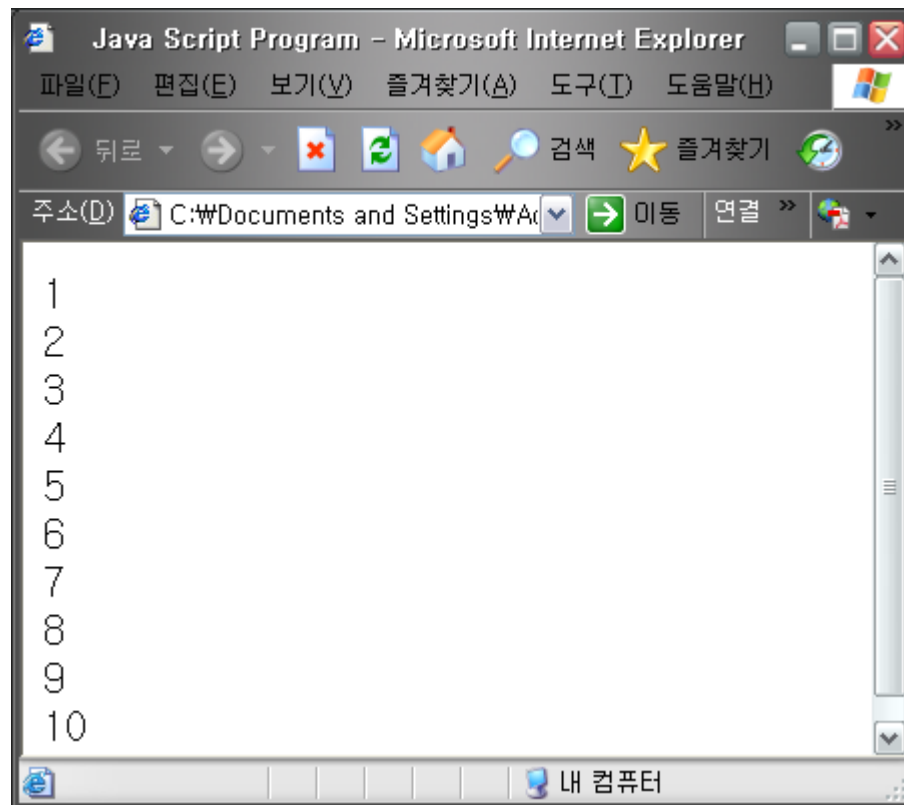 Java Script Program - Microsoft Internet Explorer
파일(F) 편집(E) 보기(V) 즐겨찾기(A) 도구(T) 도움말(H)
뒤로 검색 즐겨찾기 »
주소(D) C:₩Documents and Settings₩Ad 이동 연결 »
1
2
3
4
5
6
7
8
9
10
내 컴퓨터